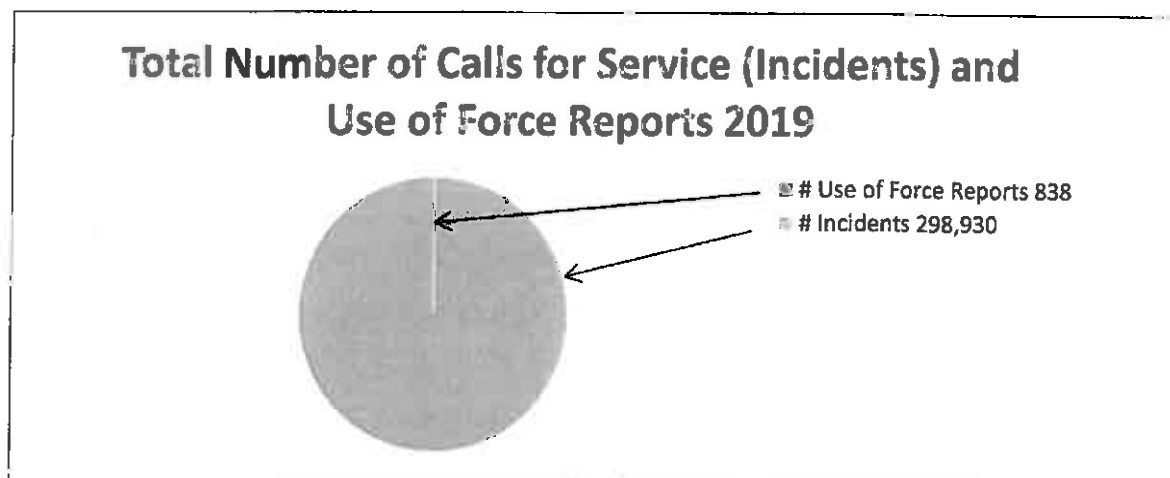 Total Number of Calls for Service (Incidents) and
Use of Force Reports 2019
# Use of Force Reports 838
# Incidents 298,930